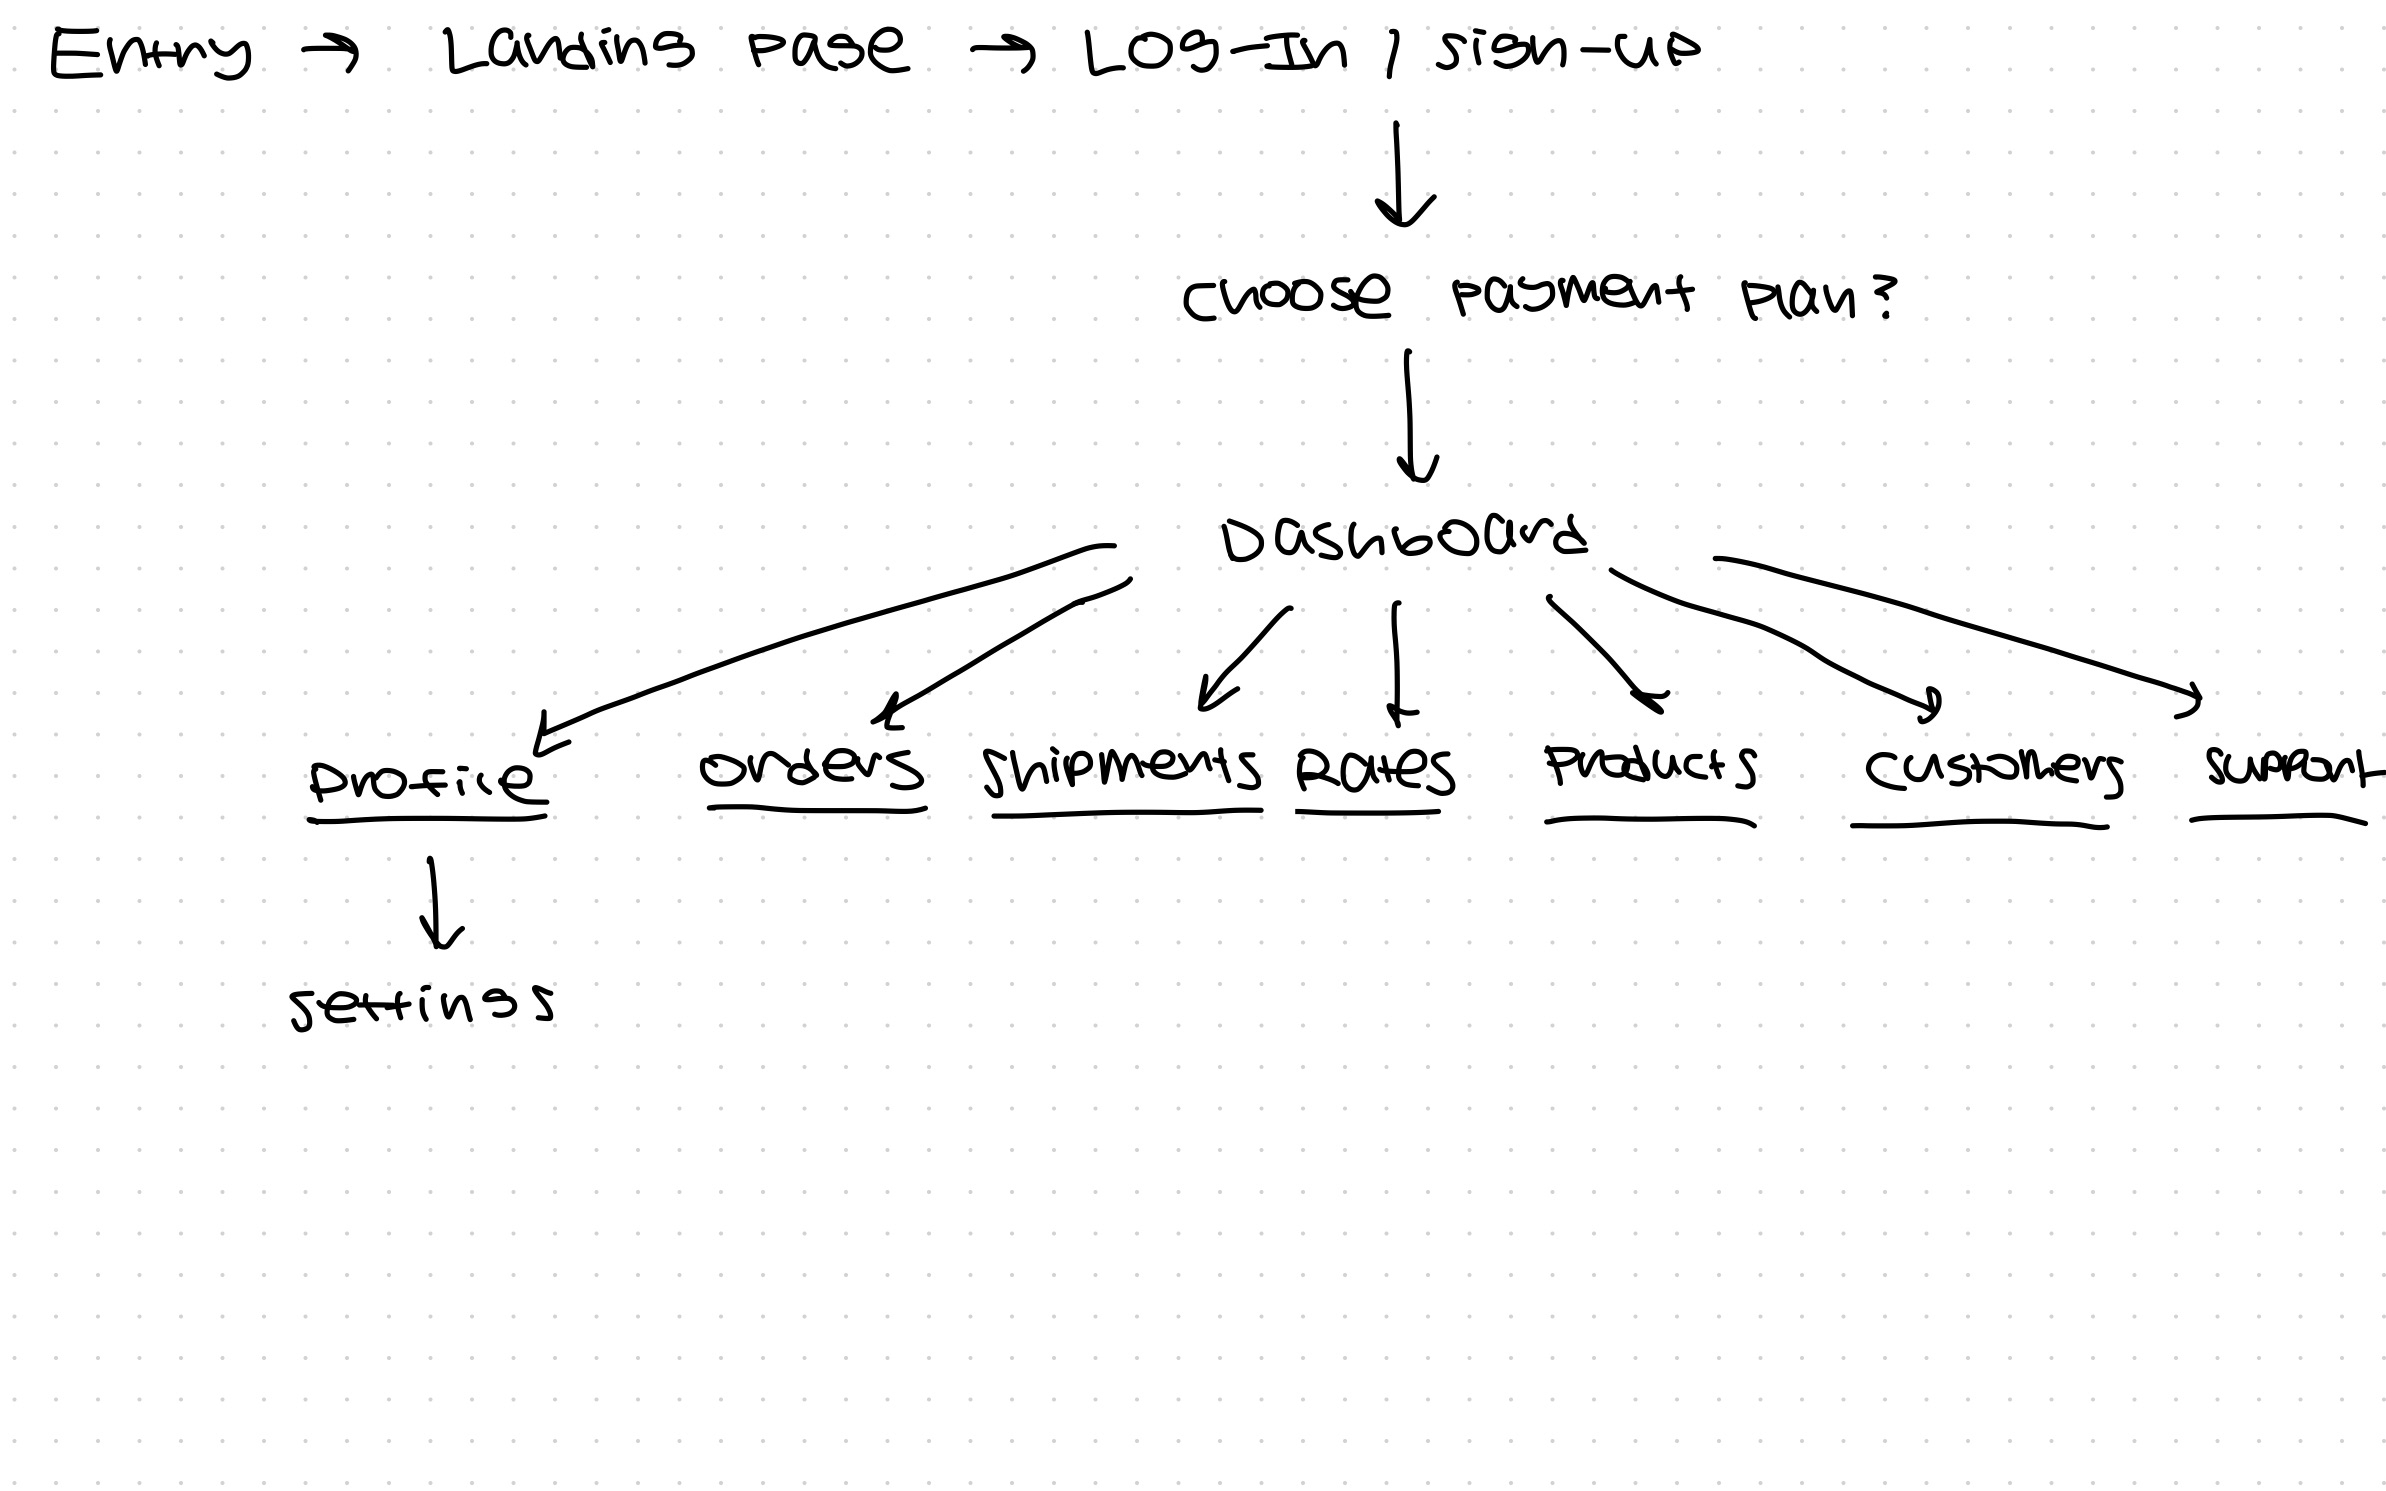 Entry → Landing Page → Log-In / sign-up
choose payment plan?
Dashboard
Profile orders shipments Rates Products customers support
settings